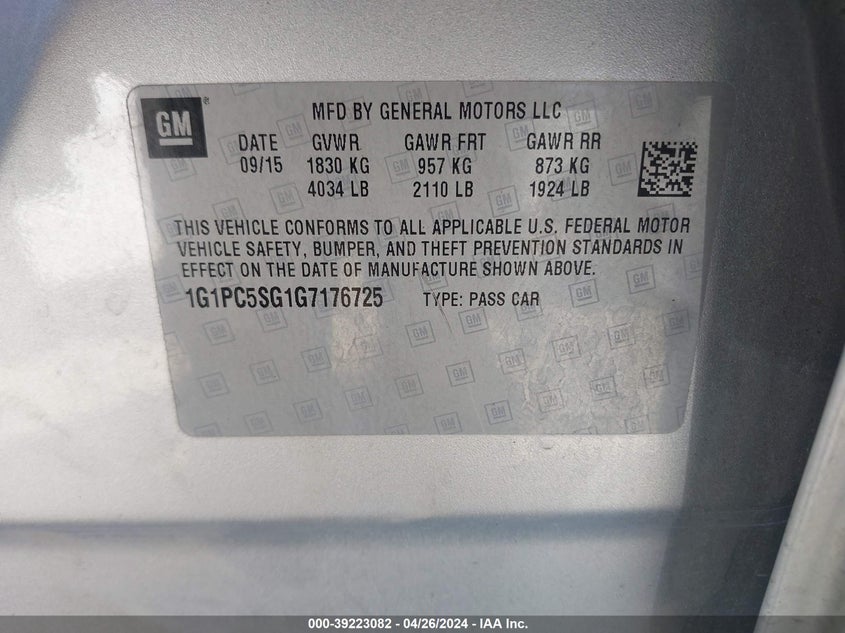 GM
®
MFD BY GENERAL MOTORS LLC
DATE GVWR GAWR FRT GAWR RR
09/15 1830 KG 957 KG 873 KG
4034 LB 2110 LB 1924 LB
THIS VEHICLE CONFORMS TO ALL APPLICABLE U.S. FEDERAL MOTOR
VEHICLE SAFETY, BUMPER, AND THEFT PREVENTION STANDARDS IN
EFFECT ON THE DATE OF MANUFACTURE SHOWN ABOVE.
1G1PC5SG1G7176725 TYPE: PASS CAR
000-39223082 - 04/26/2024 - IAA Inc.